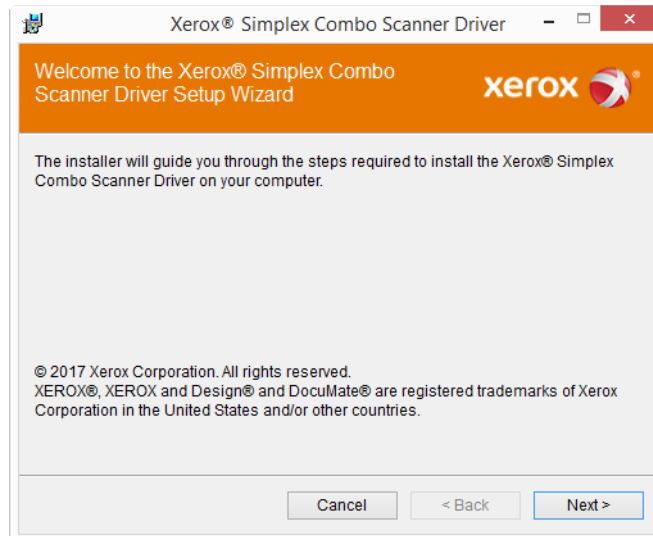 Xerox® Simplex Combo Scanner Driver
Welcome to the Xerox® Simplex Combo
Scanner Driver Setup Wizard
xerox ®
The installer will guide you through the steps required to install the Xerox® Simplex
Combo Scanner Driver on your computer.
© 2017 Xerox Corporation. All rights reserved.
XEROX®, XEROX and Design® and DocuMate® are registered trademarks of Xerox
Corporation in the United States and/or other countries.
Cancel < Back Next >